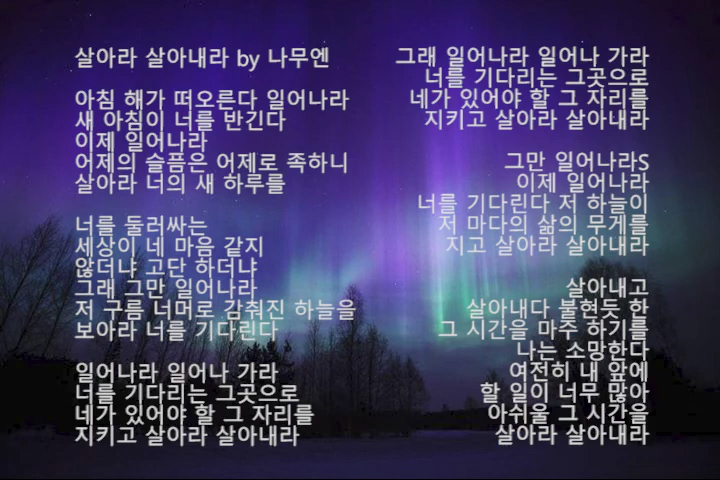 살아라 살아내라 by 나무엔
아침 해가 떠오른다 일어나라
새 아침이 너를 반긴다
이제 일어나라
어제의 슬픔은 어제로 족하니
살아라 너의 새 하루를
너를 둘러싸는
세상이 네 마음 같지
않더냐 고단 하더냐
그래 그만 일어나라
저 구름 너머로 감춰진 하늘을
보아라 너를 기다린다
일어나라 일어나 가라
너를 기다리는 그곳으로
네가 있어야 할 그 자리를
지키고 살아라 살아내라
그래 일어나라 일어나 가라
너를 기다리는 그곳으로
네가 있어야 할 그 자리를
지키고 살아라 살아내라
그만 일어나라S
이제 일어나라
너를 기다린다 저 하늘이
저 마다의 삶의 무게를
지고 살아라 살아내라
살아내고
살아내다 불현듯 한
그 시간을 마주 하기를
나는 소망한다
여전히 내 앞에
할 일이 너무 많아
아쉬울 그 시간을
살아라 살아내라